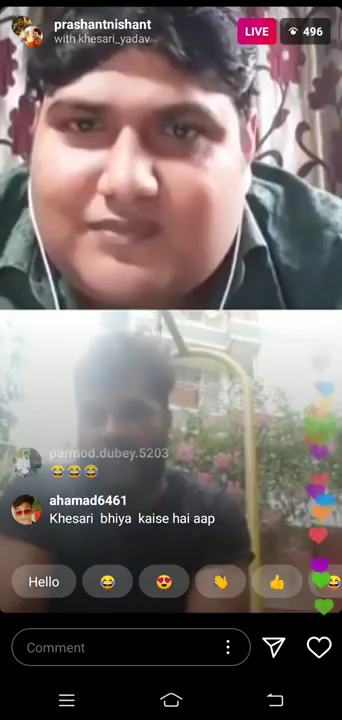 prashantnishant
with khesari_yadav
LIVE
496
parmod.dubey.5203
😂😂😂
ahamad6461
Khesari bhiya kaise hai aap
Hello 😂 😍 👏 👍 😂
Comment